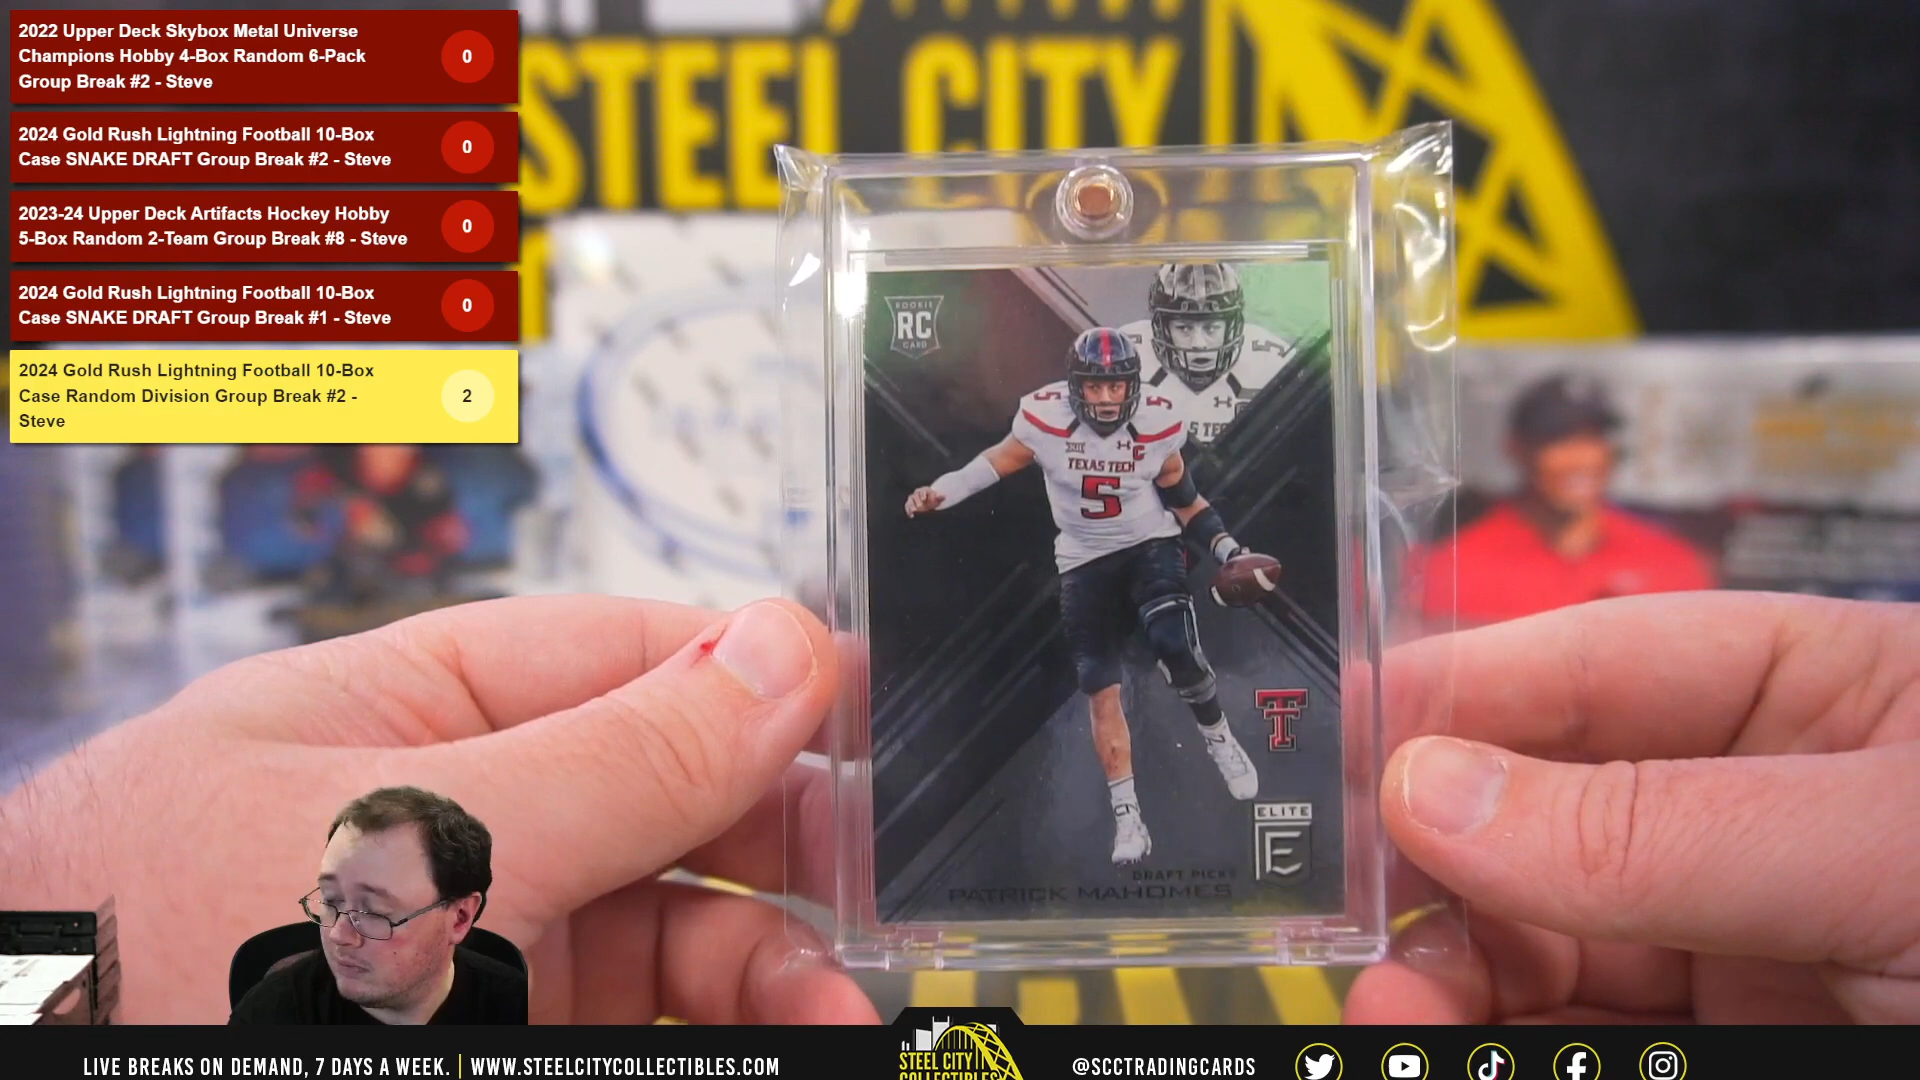 2022 Upper Deck Skybox Metal Universe
Champions Hobby 4-Box Random 6-Pack
Group Break #2 - Steve
0
2024 Gold Rush Lightning Football 10-Box
Case SNAKE DRAFT Group Break #2 - Steve
0
2023-24 Upper Deck Artifacts Hockey Hobby
5-Box Random 2-Team Group Break #8 - Steve
0
2024 Gold Rush Lightning Football 10-Box
Case SNAKE DRAFT Group Break #1 - Steve
0
2024 Gold Rush Lightning Football 10-Box
Case Random Division Group Break #2 -
Steve
2
STEEL CITY
ROOKIE
RC
CARD
TEXAS TECH
5
C
T
ELITE
E
DRAFT PICKS
PATRICK MAHOMES
LIVE BREAKS ON DEMAND, 7 DAYS A WEEK. | WWW.STEELCITYCOLLECTIBLES.COM
STEEL CITY
COLLECTIBLES
@SCCTRADINGCARDS